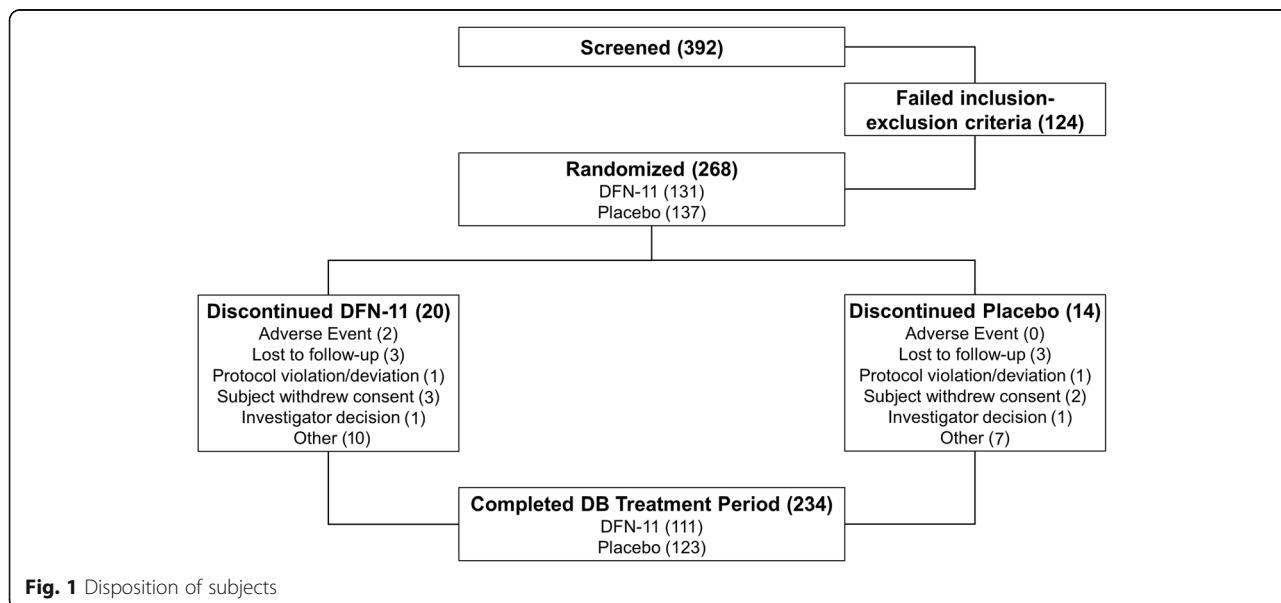 Screened (392)
Failed inclusion-
exclusion criteria (124)
Randomized (268)
DFN-11 (131)
Placebo (137)
Discontinued DFN-11 (20)
Adverse Event (2)
Lost to follow-up (3)
Protocol violation/deviation (1)
Subject withdrew consent (3)
Investigator decision (1)
Other (10)
Discontinued Placebo (14)
Adverse Event (0)
Lost to follow-up (3)
Protocol violation/deviation (1)
Subject withdrew consent (2)
Investigator decision (1)
Other (7)
Completed DB Treatment Period (234)
DFN-11 (111)
Placebo (123)
Fig. 1 Disposition of subjects